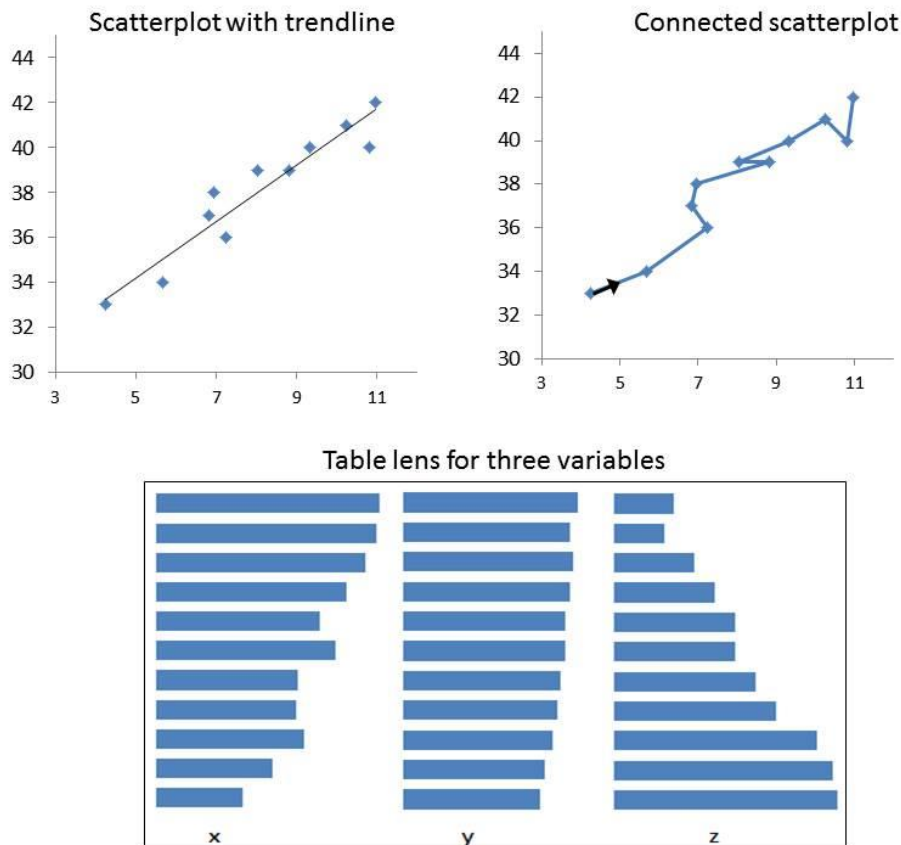 Scatterplot with trendline
44
42
40
38
36
34
32
30
3 5 7 9 11
Connected scatterplot
44
42
40
38
36
34
32
30
3 5 7 9 11
Table lens for three variables
x y z